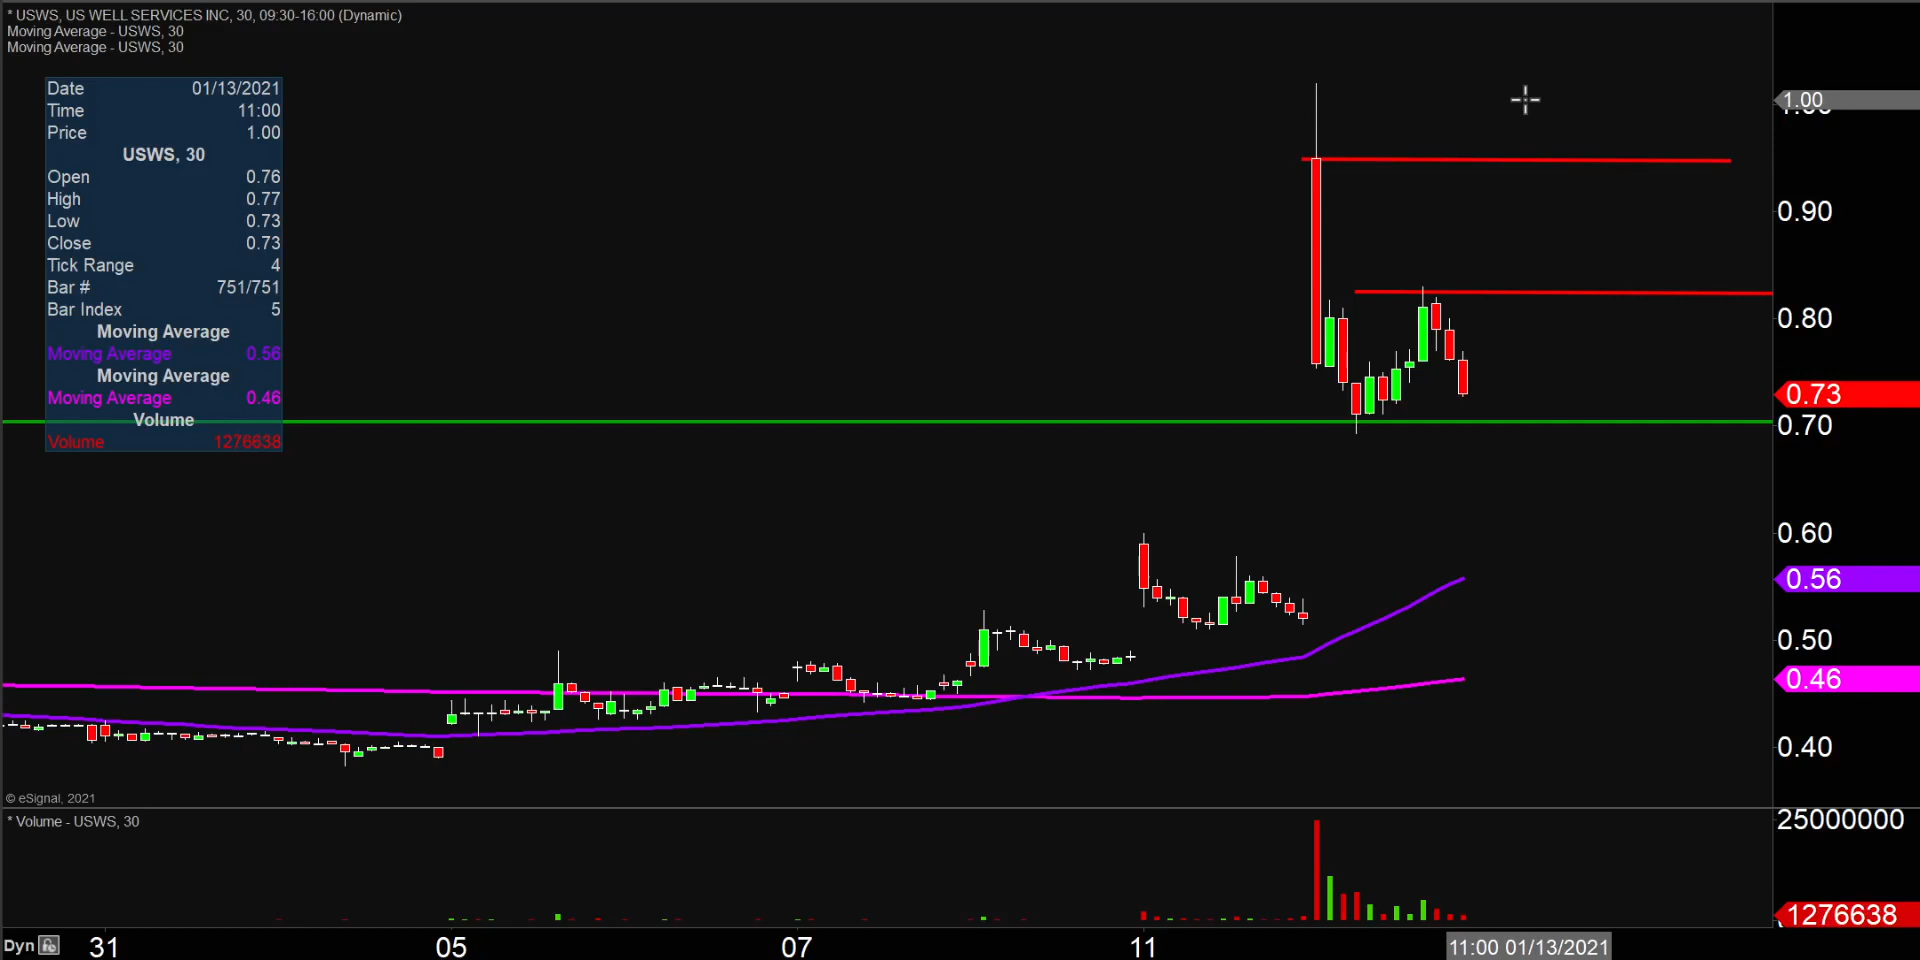 * USWS, US WELL SERVICES INC, 30, 09:30-16:00 (Dynamic)
Moving Average - USWS, 30
Moving Average - USWS, 30
Date 01/13/2021
Time 11:00
Price 1.00
USWS, 30
Open 0.76
High 0.77
Low 0.73
Close 0.73
Tick Range 4
Bar # 751/751
Bar Index 5
Moving Average
Moving Average 0.56
Moving Average
Moving Average 0.46
Volume
Volume 1276638
1.00
1.00
0.90
0.80
0.73
0.70
0.60
0.56
0.50
0.46
0.40
© eSignal, 2021
* Volume - USWS, 30
25000000
1276638
Dyn 31 05 07 11 11:00 01/13/2021